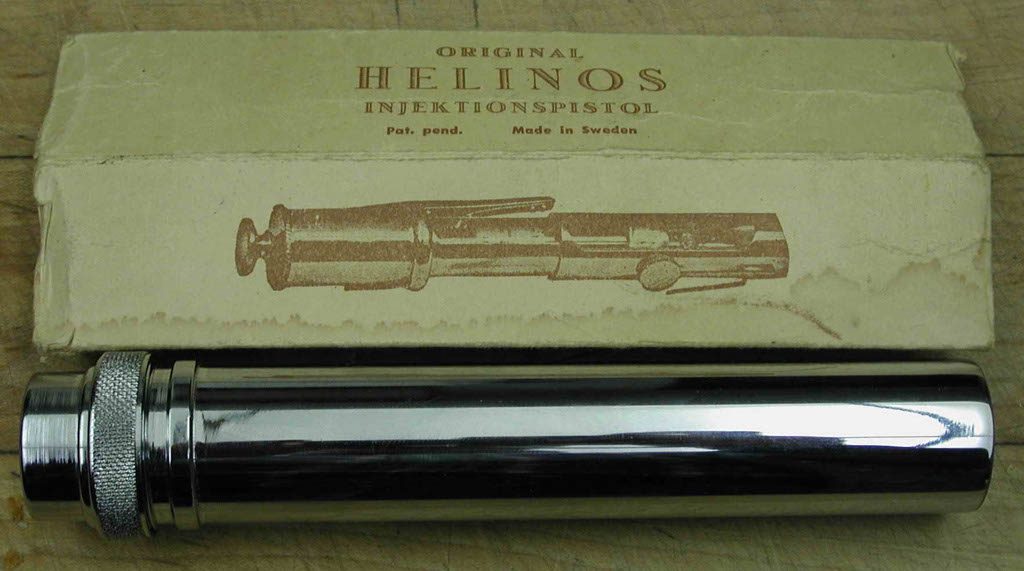 ORIGINAL
HELINOS
INJEKTIONSPISTOL
Pat. pend. Made in Sweden